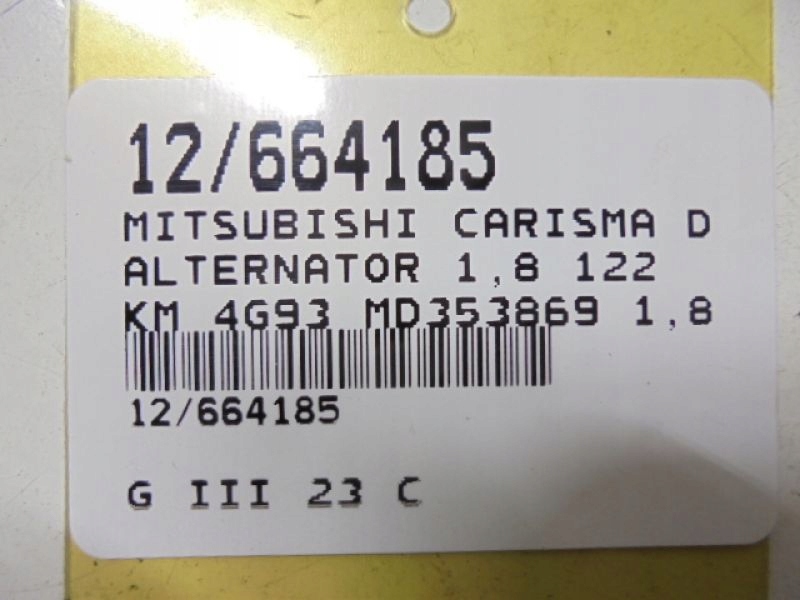 12/664185
MITSUBISHI CARISMA D
ALTERNATOR 1,8 122
KM 4G93 MD353869 1,8
12/664185
G III 23 C